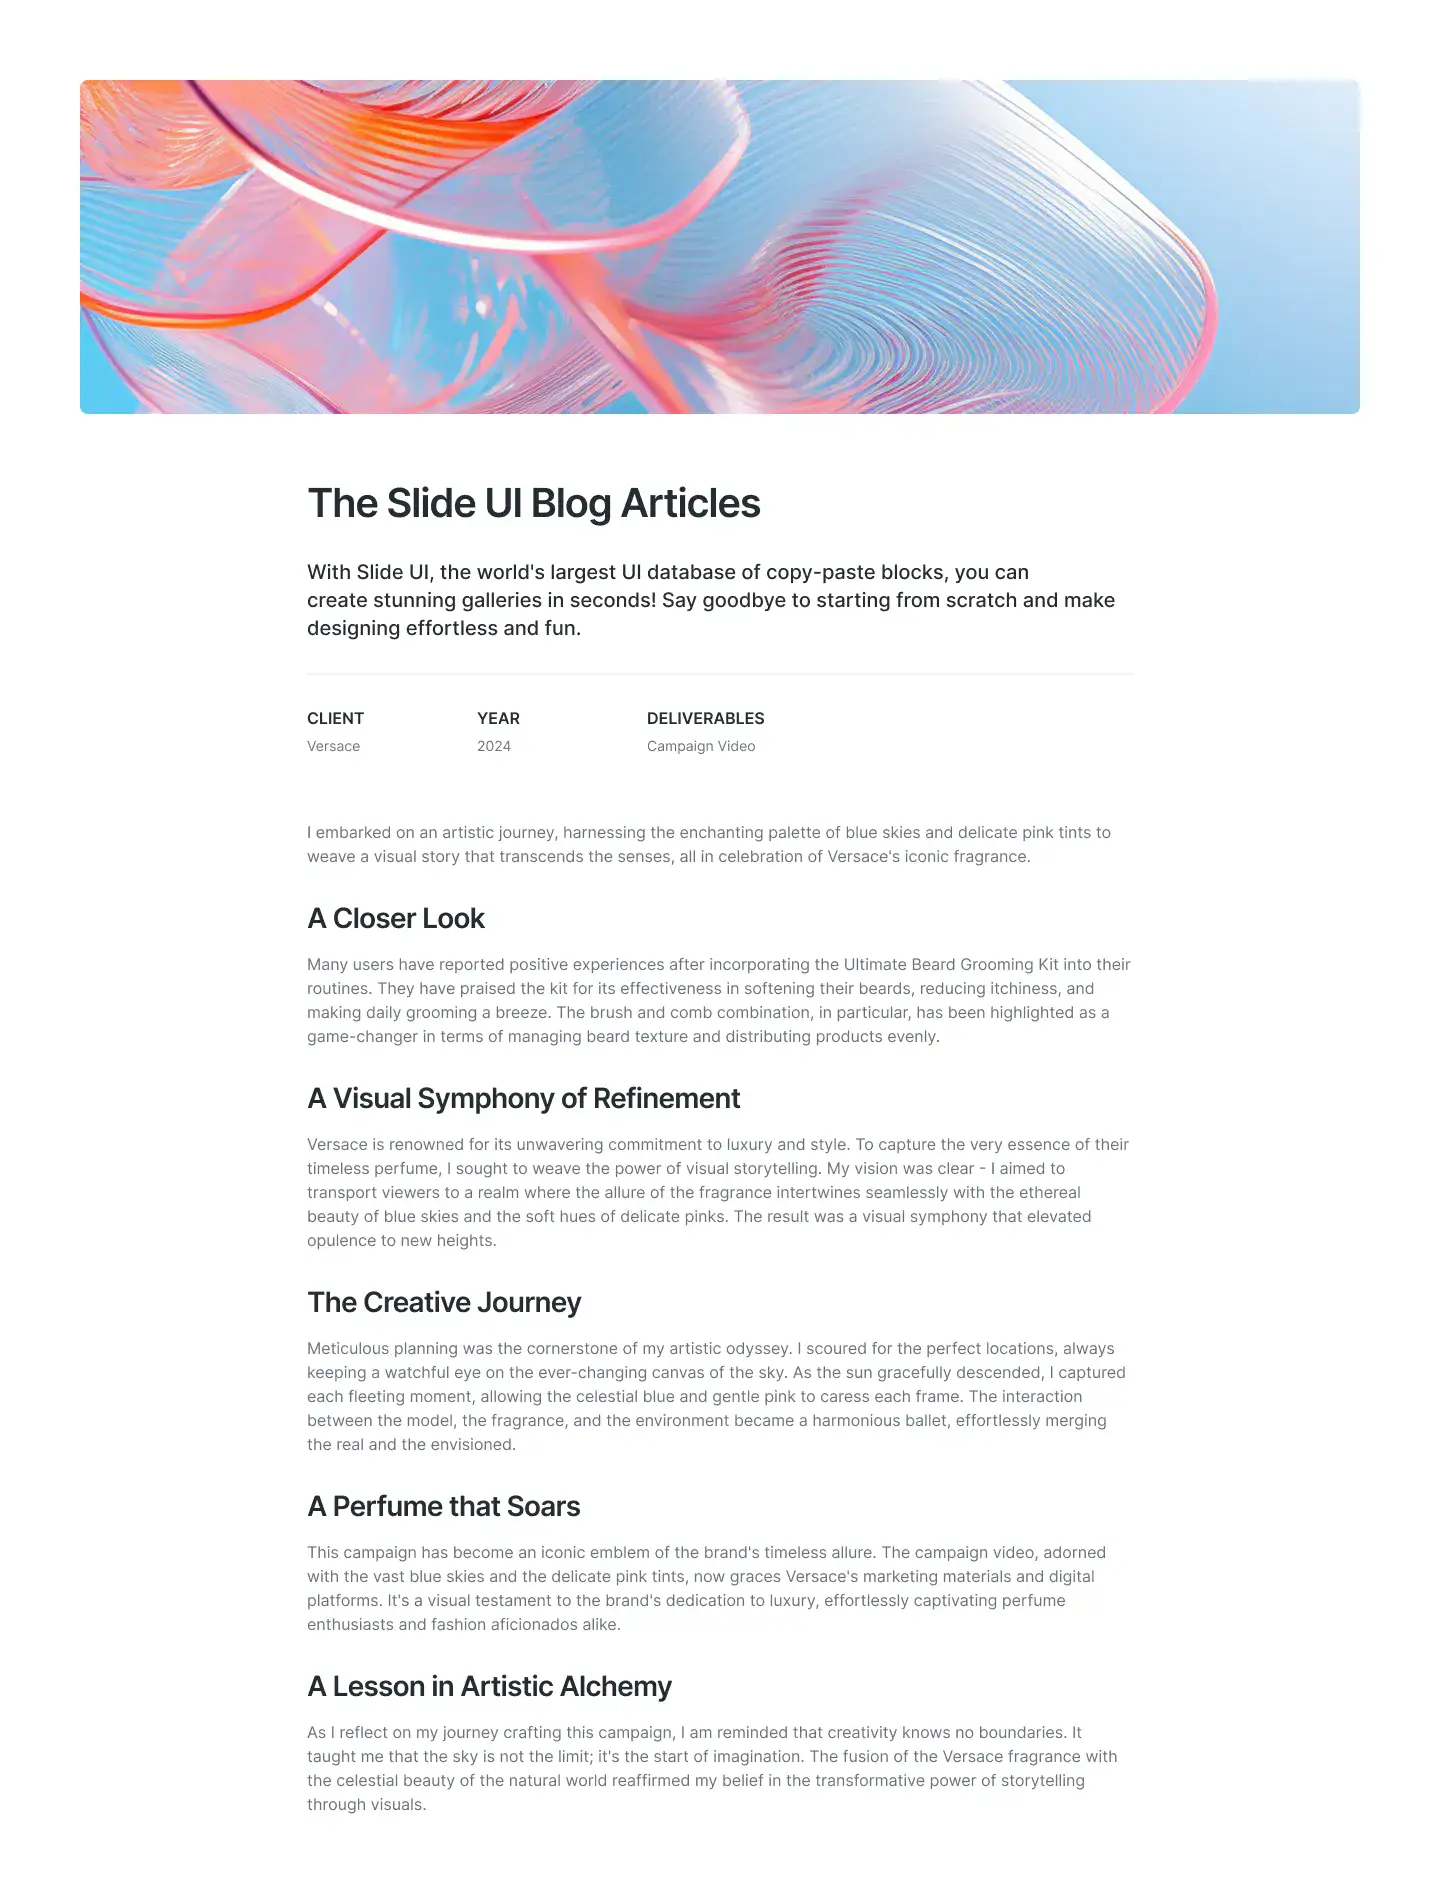 The Slide UI Blog Articles
With Slide UI, the world's largest UI database of copy-paste blocks, you can
create stunning galleries in seconds! Say goodbye to starting from scratch and make
designing effortless and fun.
CLIENT YEAR DELIVERABLES
Versace 2024 Campaign Video
I embarked on an artistic journey, harnessing the enchanting palette of blue skies and delicate pink tints to
weave a visual story that transcends the senses, all in celebration of Versace's iconic fragrance.
A Closer Look
Many users have reported positive experiences after incorporating the Ultimate Beard Grooming Kit into their
routines. They have praised the kit for its effectiveness in softening their beards, reducing itchiness, and
making daily grooming a breeze. The brush and comb combination, in particular, has been highlighted as a
game-changer in terms of managing beard texture and distributing products evenly.
A Visual Symphony of Refinement
Versace is renowned for its unwavering commitment to luxury and style. To capture the very essence of their
timeless perfume, I sought to weave the power of visual storytelling. My vision was clear - I aimed to
transport viewers to a realm where the allure of the fragrance intertwines seamlessly with the ethereal
beauty of blue skies and the soft hues of delicate pinks. The result was a visual symphony that elevated
opulence to new heights.
The Creative Journey
Meticulous planning was the cornerstone of my artistic odyssey. I scoured for the perfect locations, always
keeping a watchful eye on the ever-changing canvas of the sky. As the sun gracefully descended, I captured
each fleeting moment, allowing the celestial blue and gentle pink to caress each frame. The interaction
between the model, the fragrance, and the environment became a harmonious ballet, effortlessly merging
the real and the envisioned.
A Perfume that Soars
This campaign has become an iconic emblem of the brand's timeless allure. The campaign video, adorned
with the vast blue skies and the delicate pink tints, now graces Versace's marketing materials and digital
platforms. It's a visual testament to the brand's dedication to luxury, effortlessly captivating perfume
enthusiasts and fashion aficionados alike.
A Lesson in Artistic Alchemy
As I reflect on my journey crafting this campaign, I am reminded that creativity knows no boundaries. It
taught me that the sky is not the limit; it's the start of imagination. The fusion of the Versace fragrance with
the celestial beauty of the natural world reaffirmed my belief in the transformative power of storytelling
through visuals.